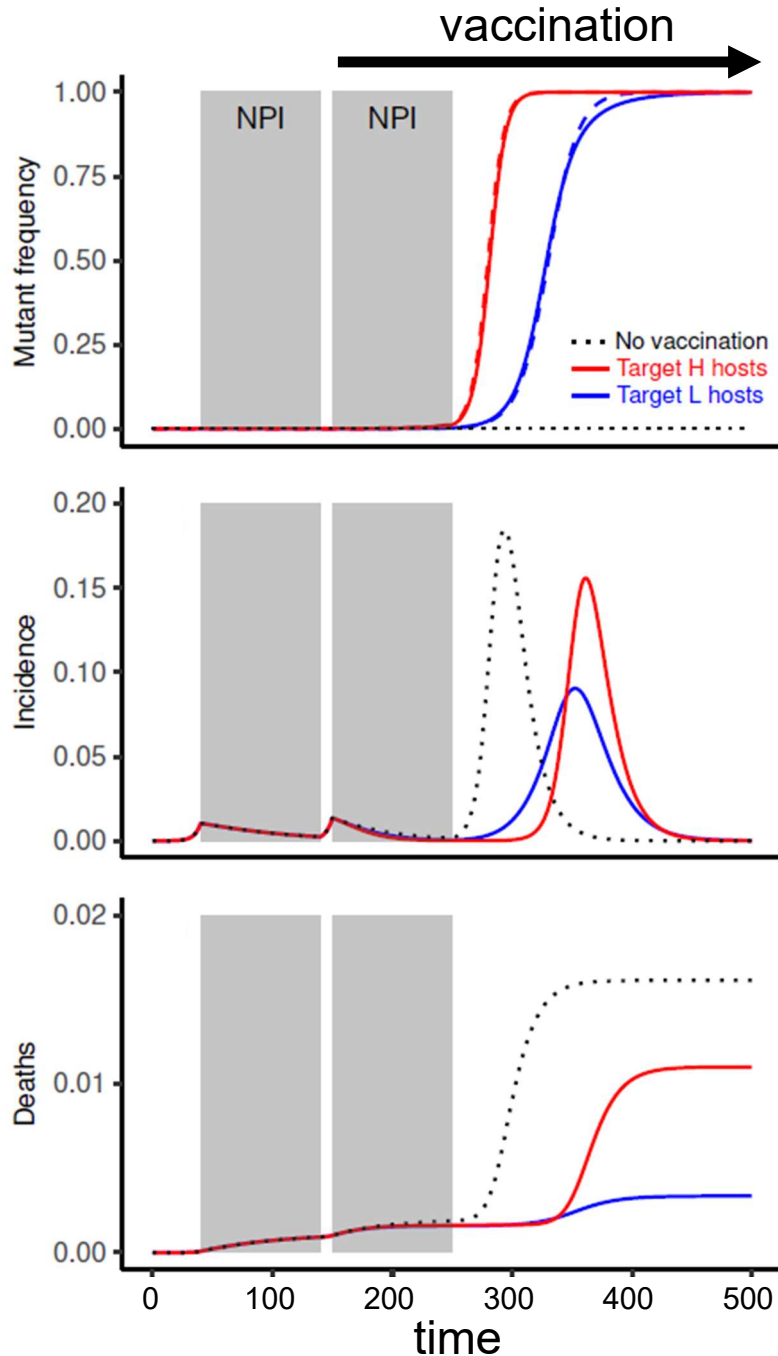 vaccination
Mutant frequency
1.00
0.75
0.50
0.25
0.00
NPI NPI
No vaccination
Target H hosts
Target L hosts
Incidence
0.20
0.15
0.10
0.05
0.00
Deaths
0.02
0.01
0.00
0 100 200 300 400 500
time